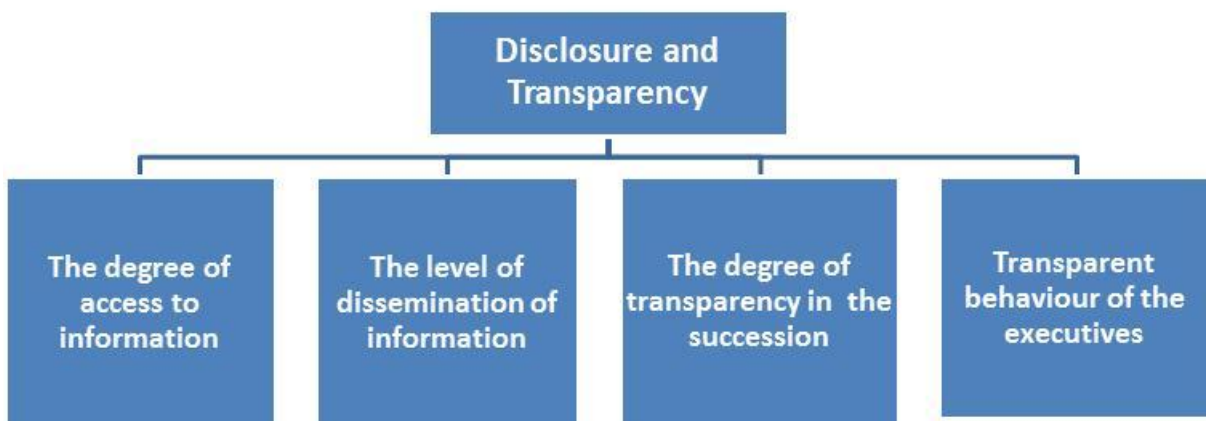 Disclosure and
Transparency
The degree of
access to
information
The level of
dissemination of
information
The degree of
transparency in  the
succession
Transparent
behaviour of the
executives